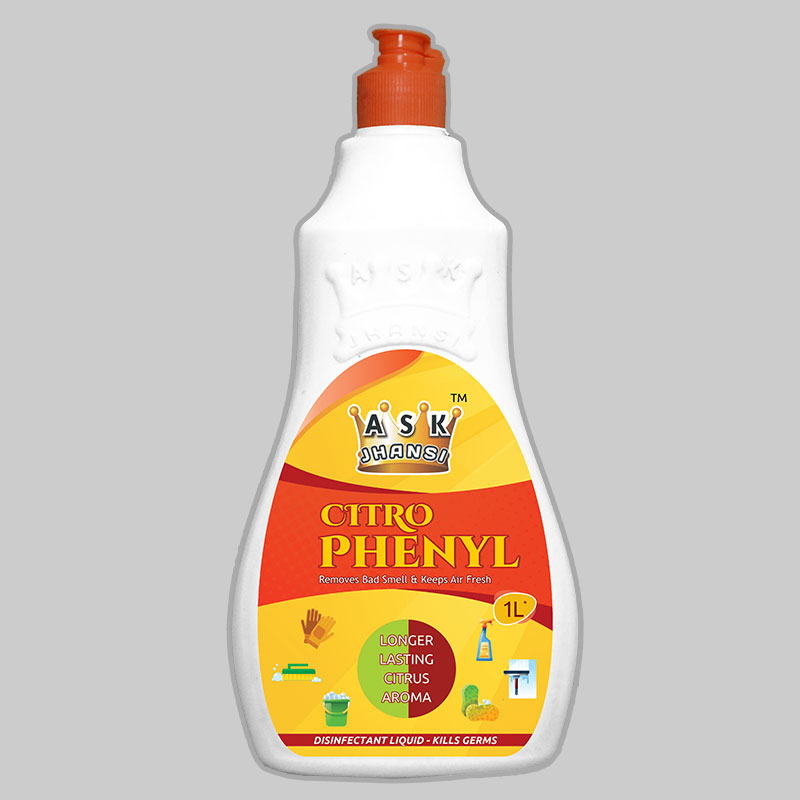 A S K
JHANSI
TM
A S K
JHANSI
CITRO
PHENYL
Removes Bad Smell & Keeps Air Fresh
1L*
LONGER
LASTING
CITRUS
AROMA
DISINFECTANT LIQUID - KILLS GERMS